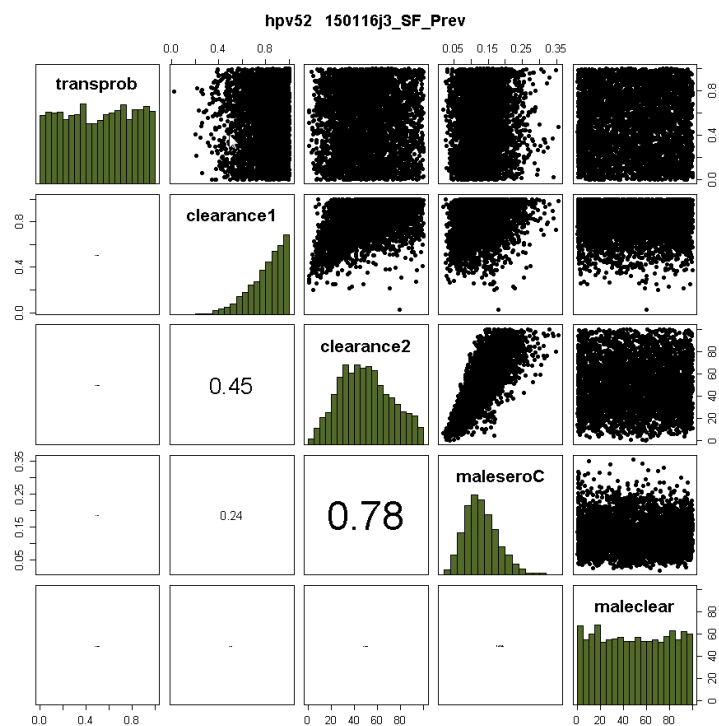 hpv52 150116j3_SF_Prev
0.0 0.4 0.8
0.05 0.15 0.25 0.35
transprob
0.0 0.4 0.8
0.0 0.4 0.8
clearance1
0.45
clearance2
0 20 40 60 80
0.05 0.15 0.25 0.35
0.24
0.78
maleseroC
maleclear
0 20 40 60 80
0.0 0.4 0.8
0 20 40 60 80
0 20 40 60 80